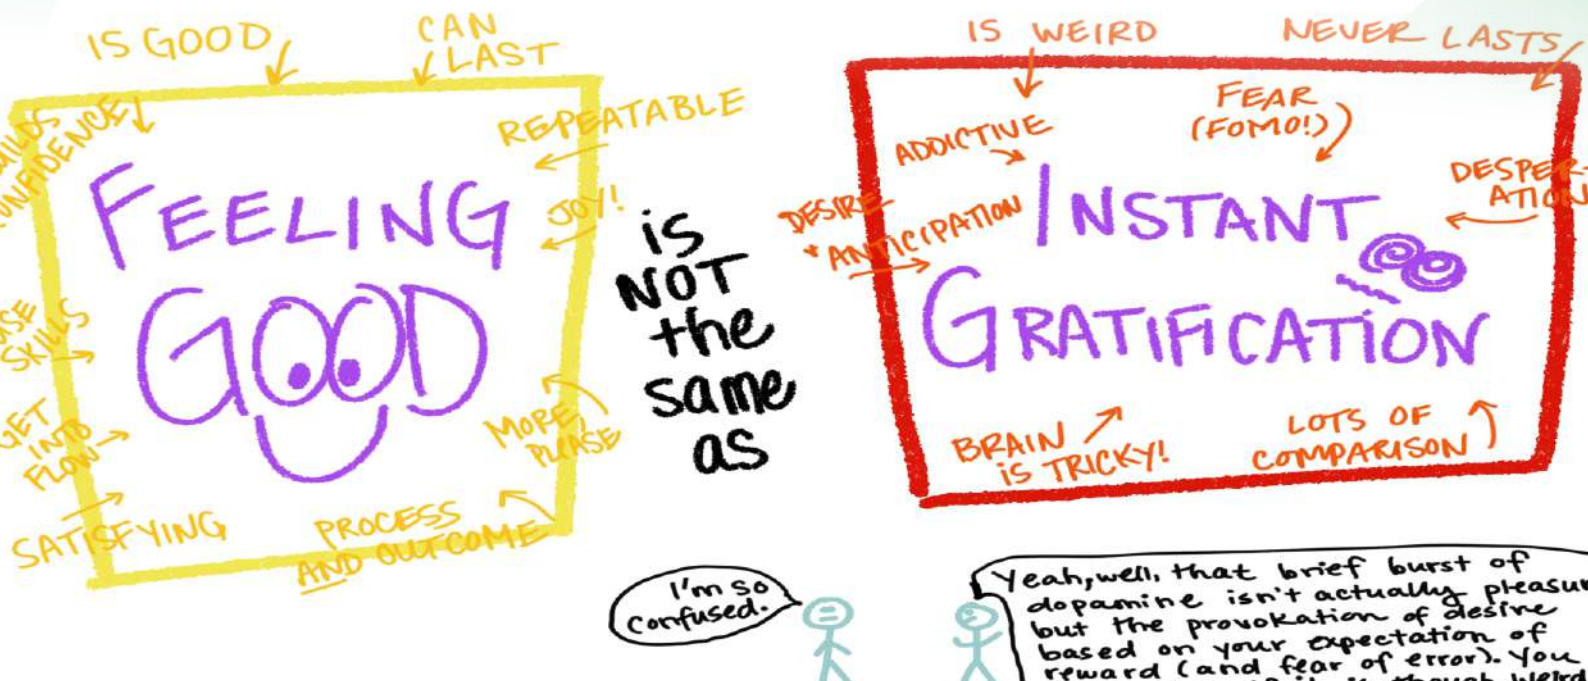 IS GOOD
CAN
LAST
CONFIDENCE
REPEATABLE
JOY!
FEELING
GOOD
SKILLS
GET
INTO
FLOW
MORE,
PLEASE
SATISFYING
PROCESS
AND OUTCOME
is
NOT
the
same
as
IS WEIRD
NEVER LASTS
ADDICTIVE
FEAR
(FOMO!)
DESPER-
ATION
DESIRE
+ ANTICIPATION
INSTANT
GRATIFICATION
BRAIN
IS TRICKY!
LOTS OF
COMPARISON
I'm so
confused.
Yeah, well, that brief burst of
dopamine isn't actually
but the provokation of desire
based on your expectation of
reward (and fear of error). You